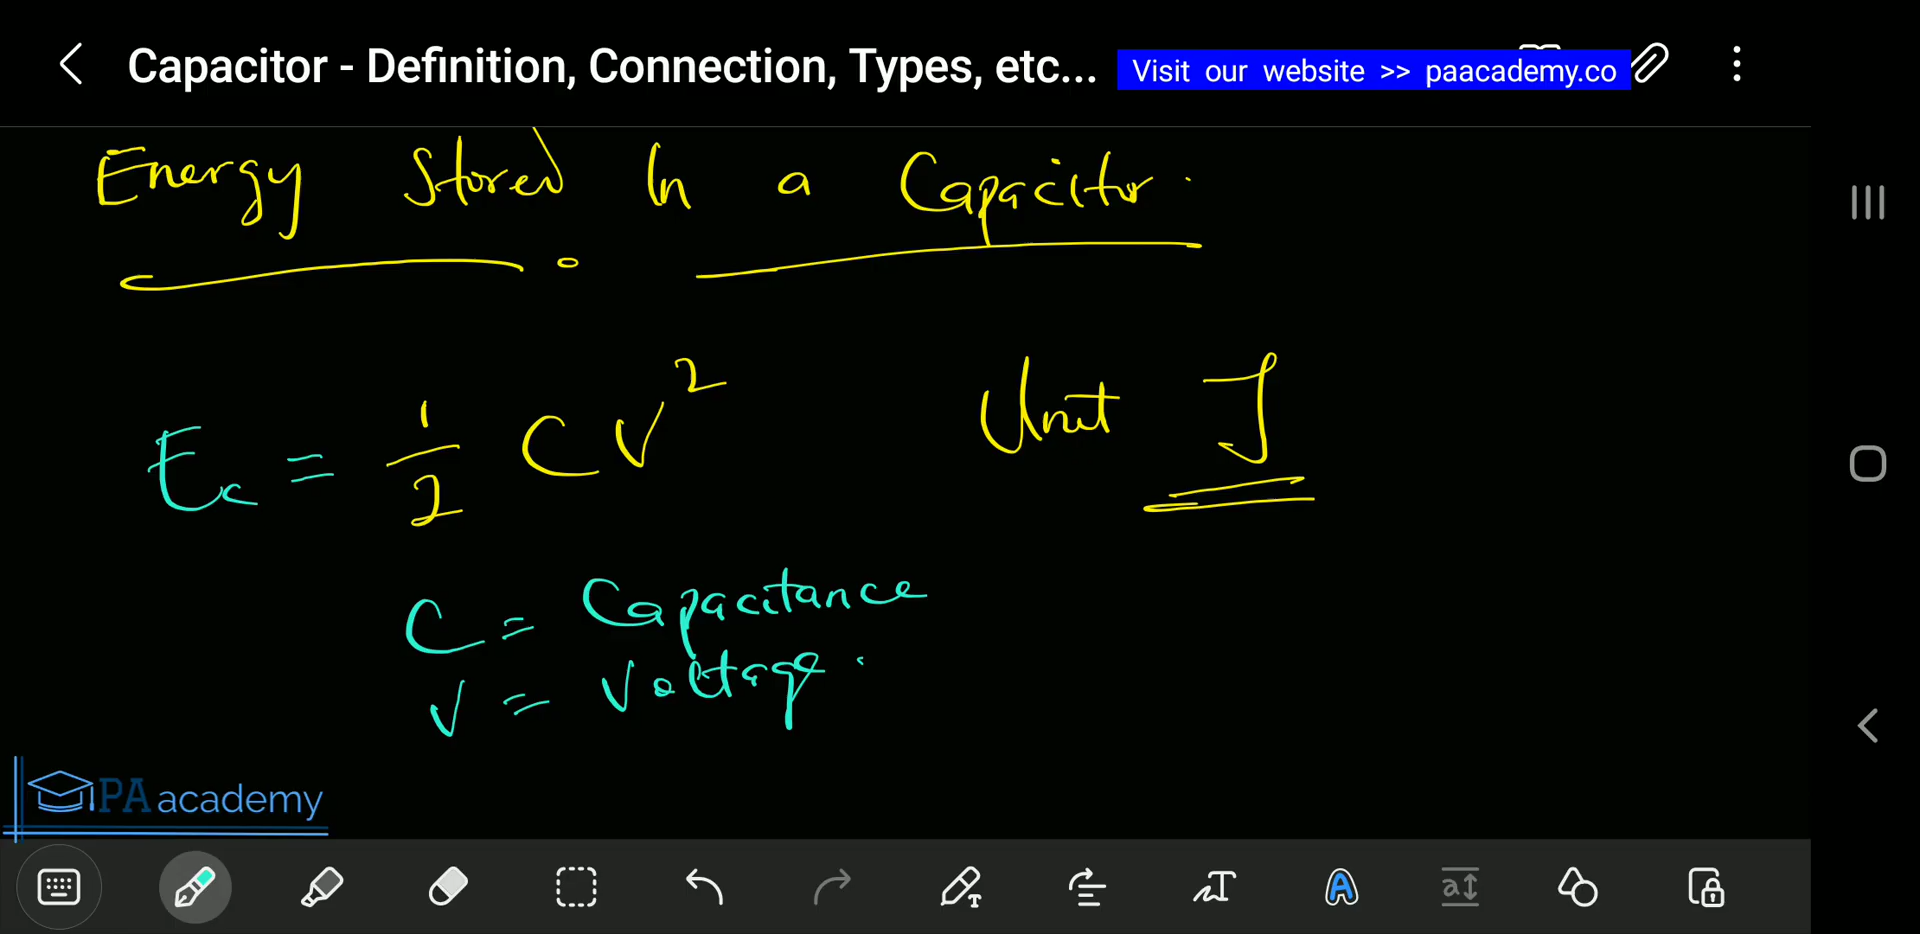 Capacitor - Definition, Connection, Types, etc...
Visit our website >> paacademy.co
Energy Stored In a Capacitor.
Ec = 1/2 CV²
Unit J
C = Capacitance
V = Voltage.
PA academy